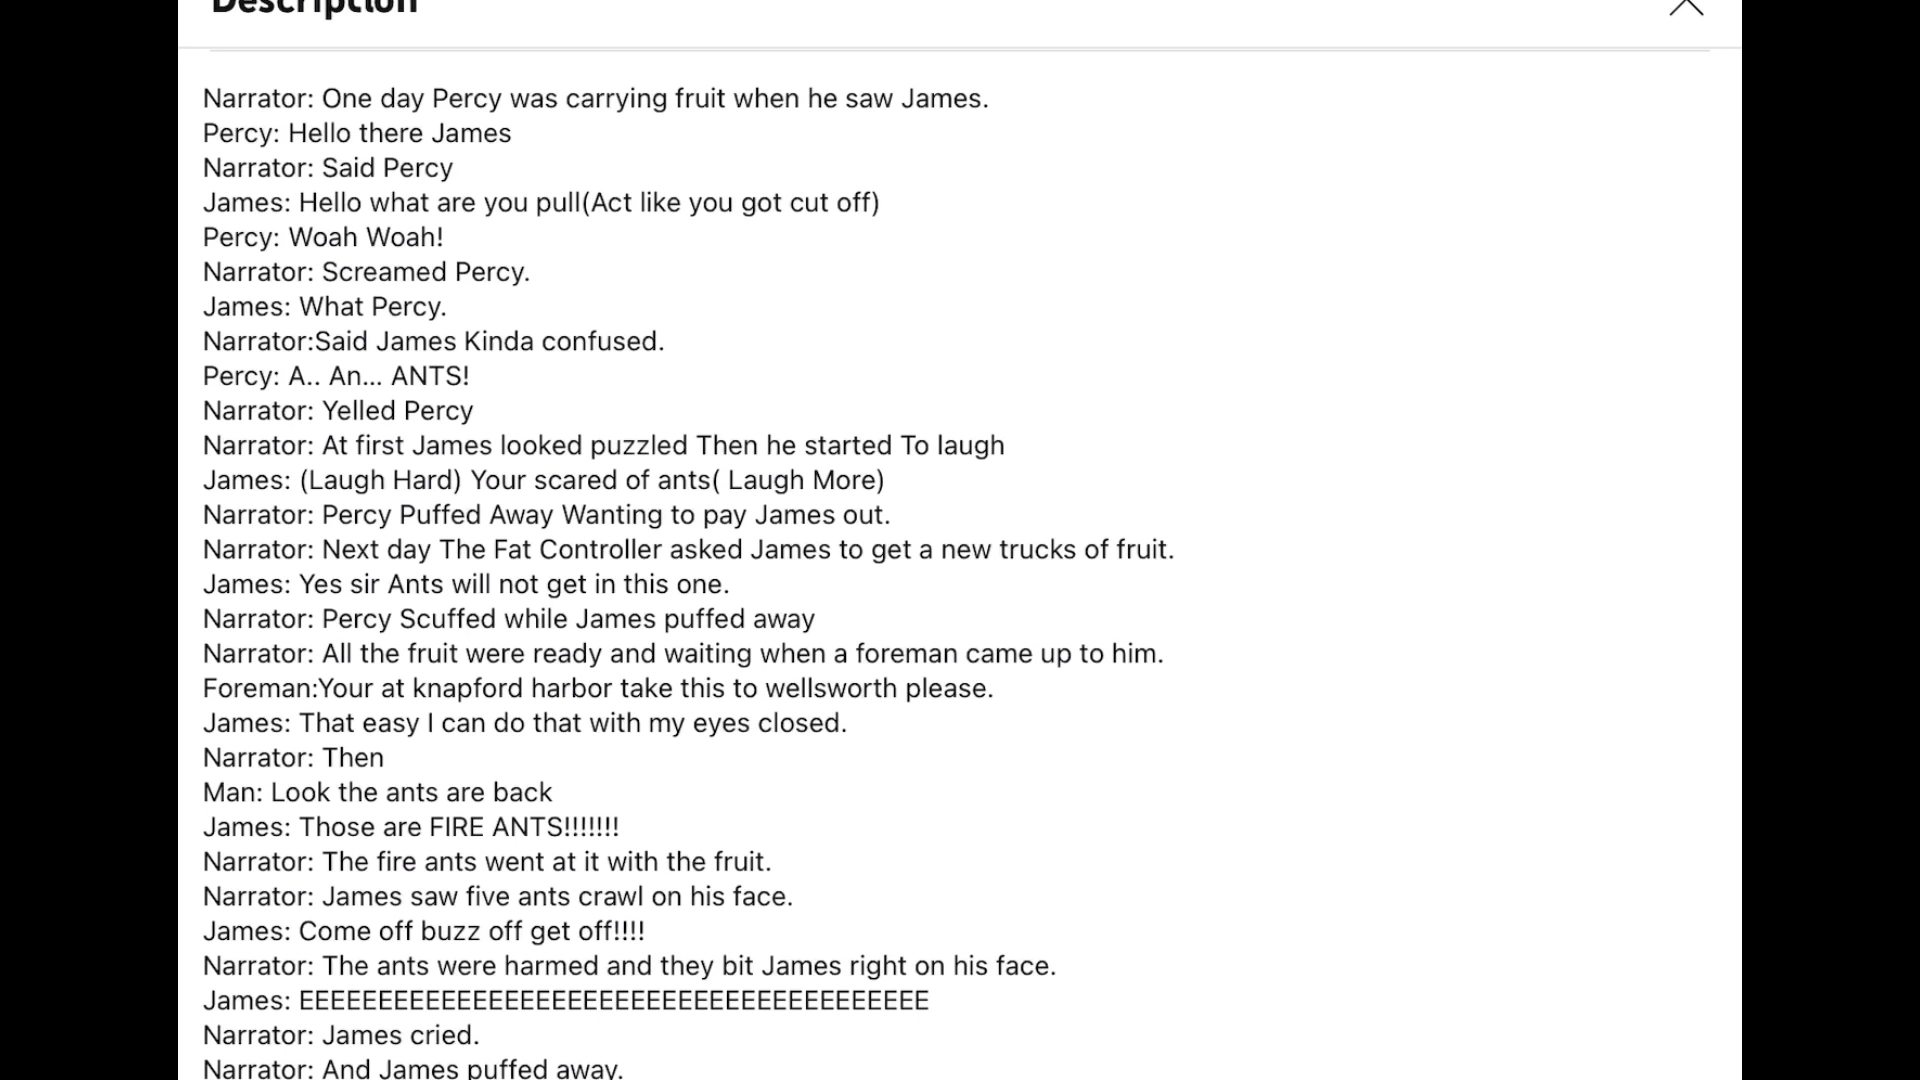 Description
Narrator: One day Percy was carrying fruit when he saw James.
Percy: Hello there James
Narrator: Said Percy
James: Hello what are you pull(Act like you got cut off)
Percy: Woah Woah!
Narrator: Screamed Percy.
James: What Percy.
Narrator:Said James Kinda confused.
Percy: A.. An... ANTS!
Narrator: Yelled Percy
Narrator: At first James looked puzzled Then he started To laugh
James: (Laugh Hard) Your scared of ants( Laugh More)
Narrator: Percy Puffed Away Wanting to pay James out.
Narrator: Next day The Fat Controller asked James to get a new trucks of fruit.
James: Yes sir Ants will not get in this one.
Narrator: Percy Scuffed while James puffed away
Narrator: All the fruit were ready and waiting when a foreman came up to him.
Foreman:Your at knapford harbor take this to wellsworth please.
James: That easy I can do that with my eyes closed.
Narrator: Then
Man: Look the ants are back
James: Those are FIRE ANTS!!!!!!!
Narrator: The fire ants went at it with the fruit.
Narrator: James saw five ants crawl on his face.
James: Come off buzz off get off!!!!
Narrator: The ants were harmed and they bit James right on his face.
James: EEEEEEEEEEEEEEEEEEEEEEEEEEEEEEEEEEEEEEEE
Narrator: James cried.
Narrator: And James puffed away.